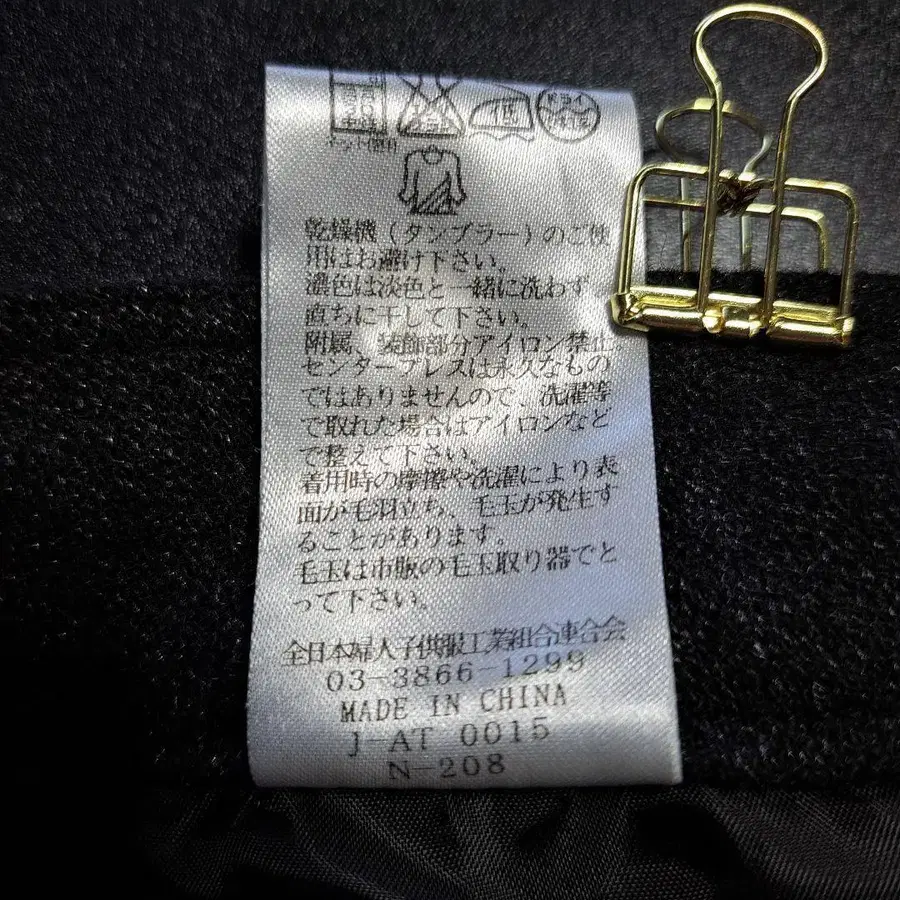 ドライ
乾燥機(タンブラー)のご使
用はお避け下さい。
濃色は淡色と一緒に洗わず
直ちに干して下さい。
附属、装飾部分アイロン禁止
センタープレスは永久なもの
ではありませんので、洗濯等
で取れた場合はアイロンなど
で整えて下さい。
着用時の摩擦や洗濯により表
面が毛羽立ち、毛玉が発生す
ることがあります。
毛玉は市販の毛玉取り器でと
って下さい。
全日本婦人子供服工業組合連合会
03-3866-1299
MADE IN CHINA
J-AT 0015
N-208